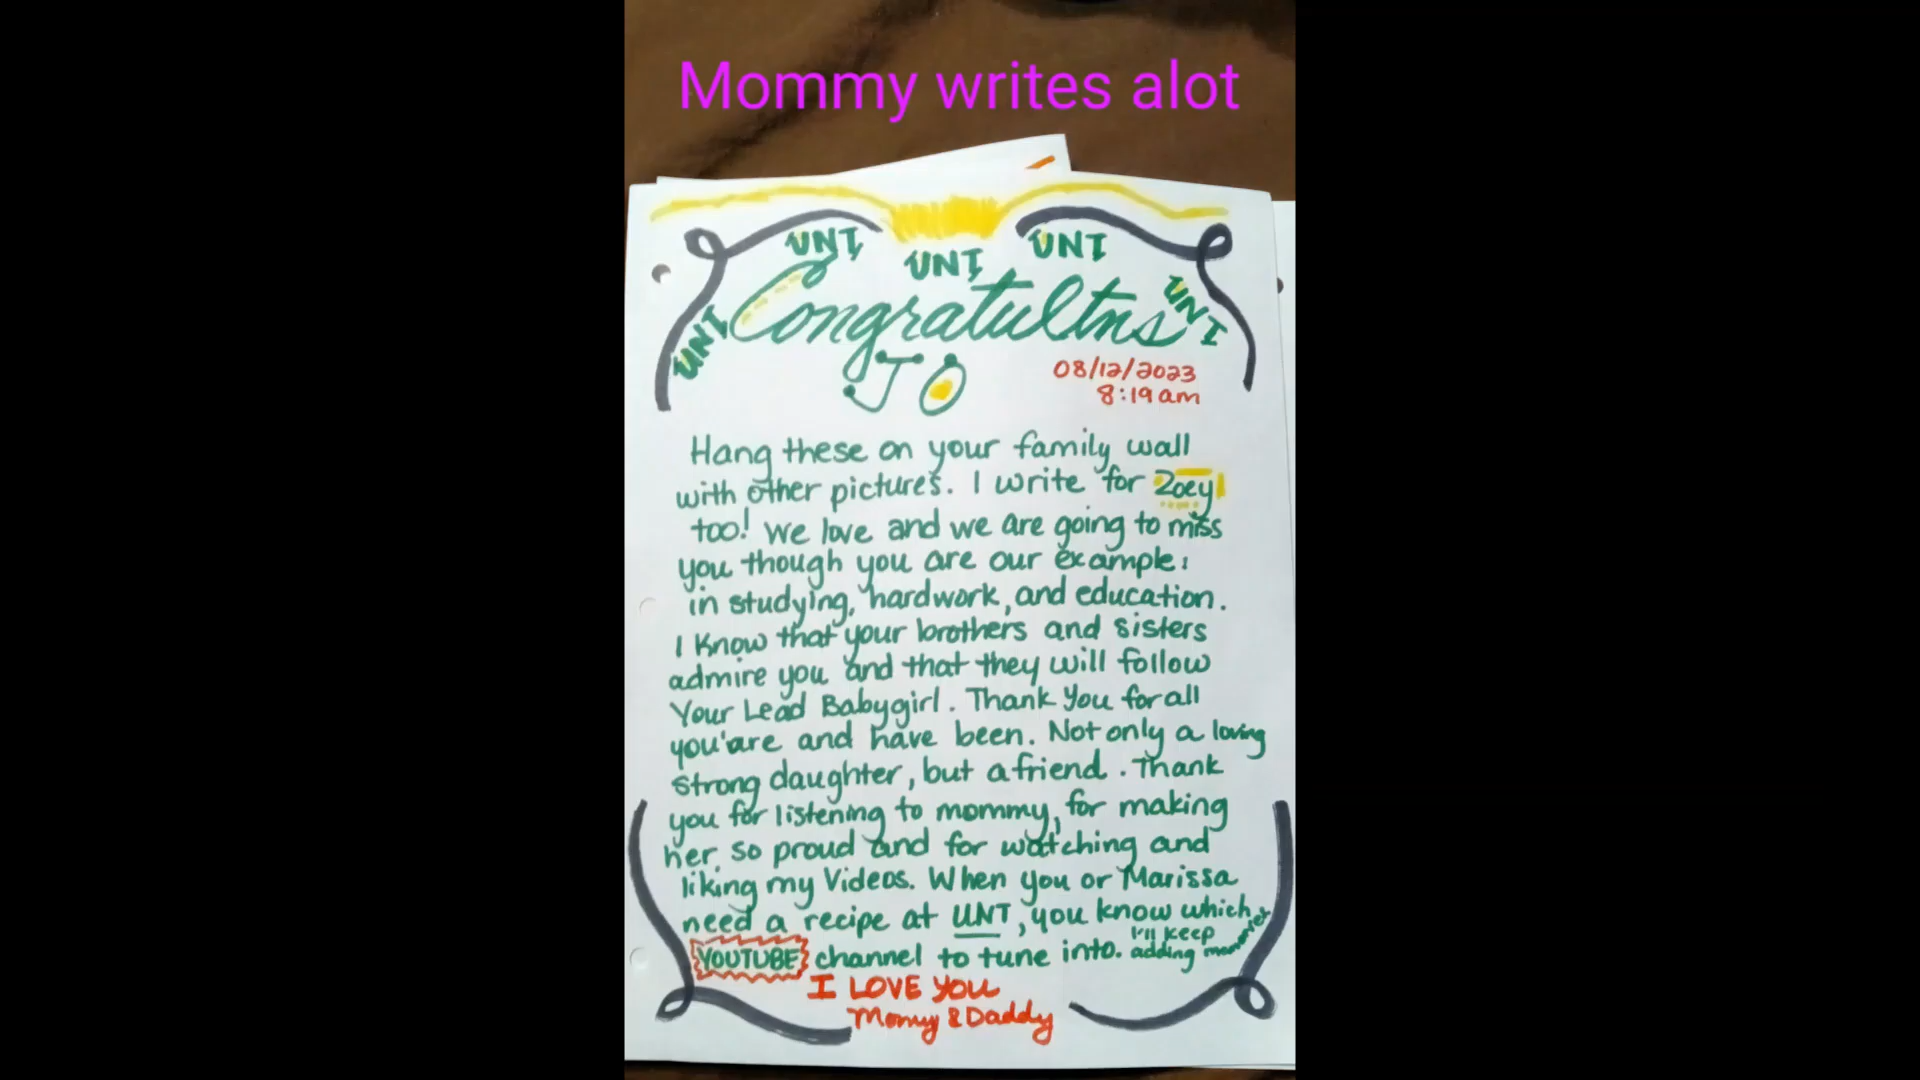 Mommy writes alot
UNT UNT UNT UNT UNT
Congratultns
JO
08/12/2023
8:19am
Hang these on your family wall
with other pictures. I write for Zoey
too! We love and we are going to miss
you though you are our example:
in studying, hardwork, and education.
I Know that your brothers and sisters
admire you and that they will follow
Your Lead Babygirl. Thank You for all
you'are and have been. Not only a loving
strong daughter, but a friend. Thank
you for listening to mommy, for making
her so proud and for watching and
liking my Videos. When you or Marissa
need a recipe at UNT, you know which
YOUTUBE channel to tune into. I'll keep
adding memories
I LOVE YOU
Momy & Daddy